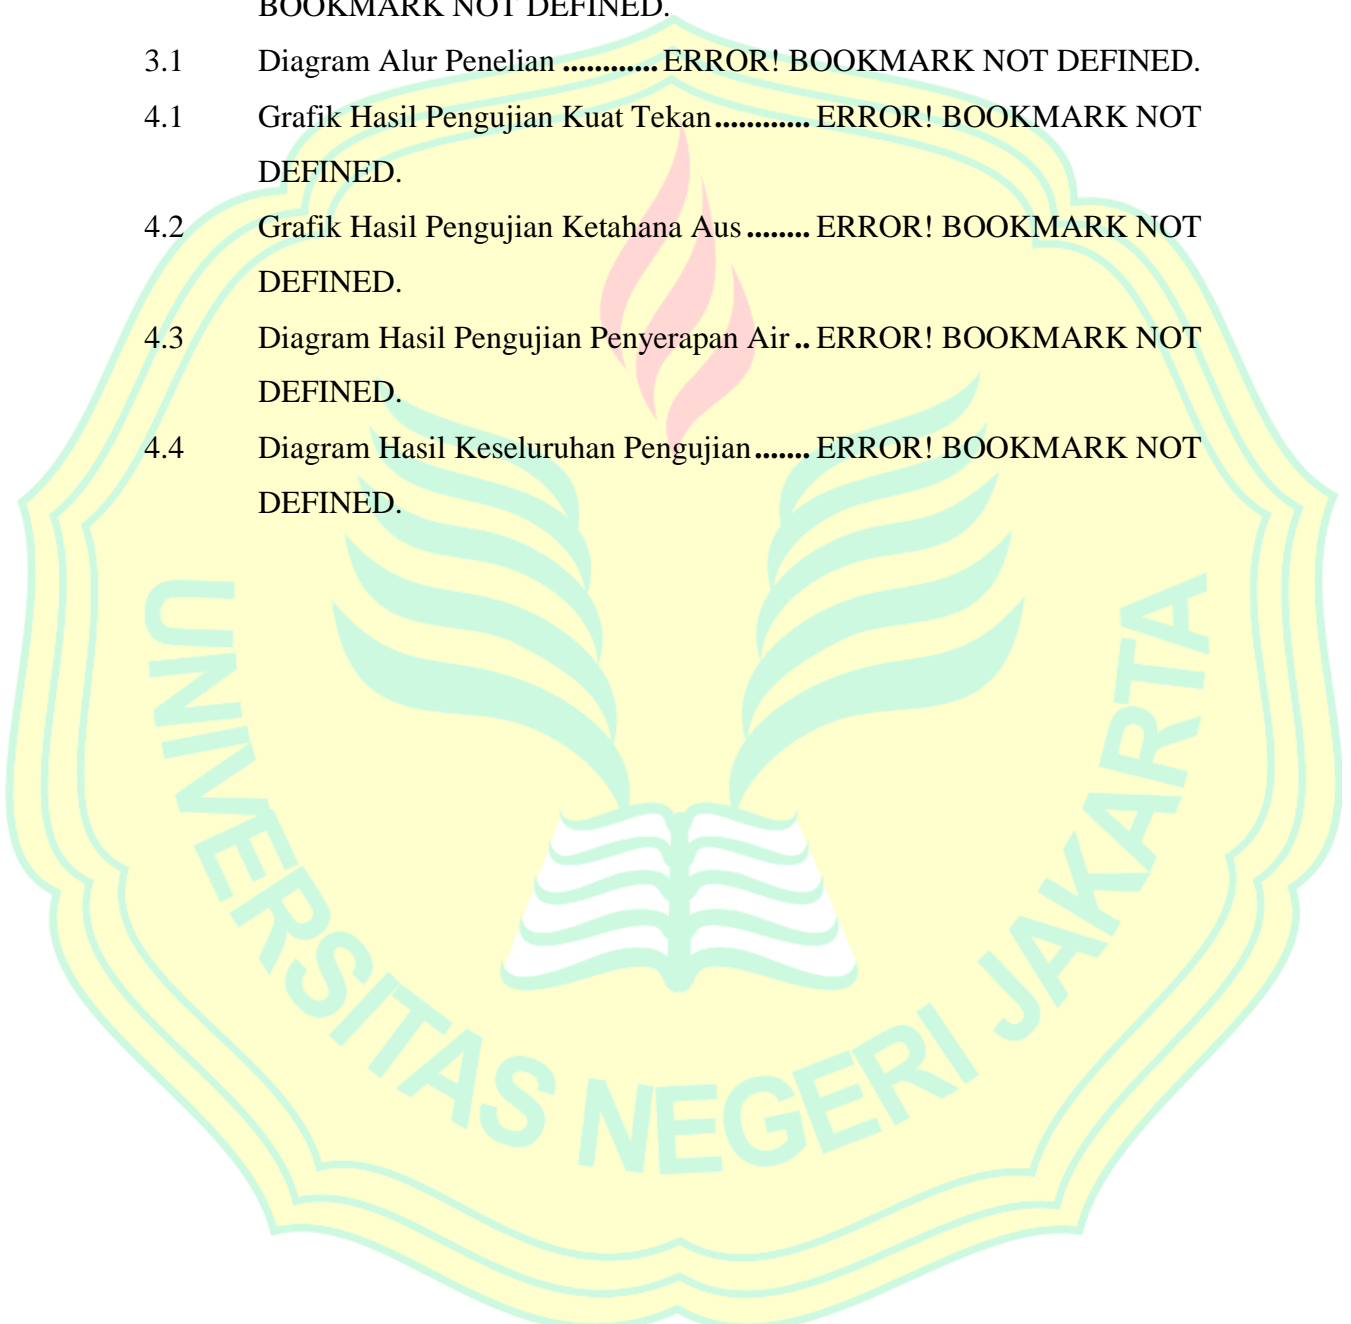 BOOKMARK NOT DEFINED.
3.1 Diagram Alur Penelian ............ ERROR! BOOKMARK NOT DEFINED.
4.1 Grafik Hasil Pengujian Kuat Tekan ............ ERROR! BOOKMARK NOT
DEFINED.
4.2 Grafik Hasil Pengujian Ketahana Aus ........ ERROR! BOOKMARK NOT
DEFINED.
4.3 Diagram Hasil Pengujian Penyerapan Air .. ERROR! BOOKMARK NOT
DEFINED.
4.4 Diagram Hasil Keseluruhan Pengujian ....... ERROR! BOOKMARK NOT
DEFINED.
UNIVERSITAS NEGERI JAKARTA